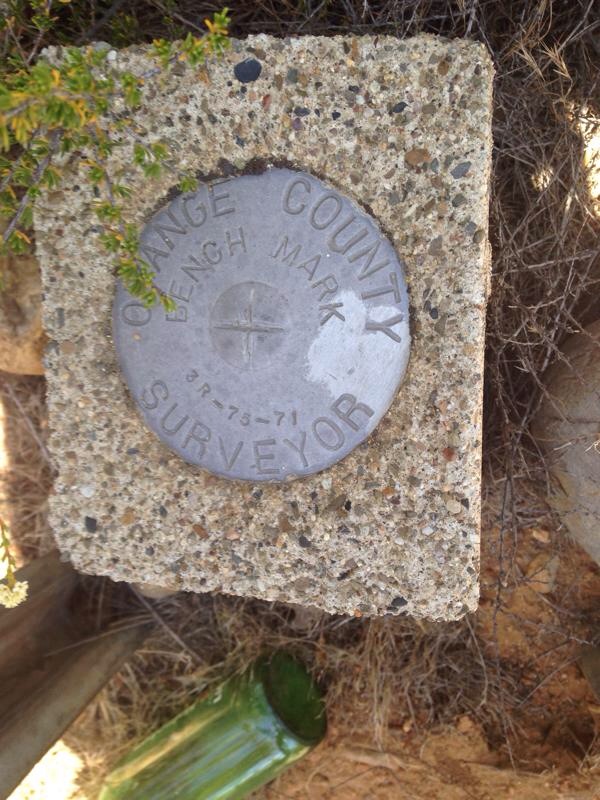 ORANGE COUNTY
BENCH MARK
3R-75-71
SURVEYOR